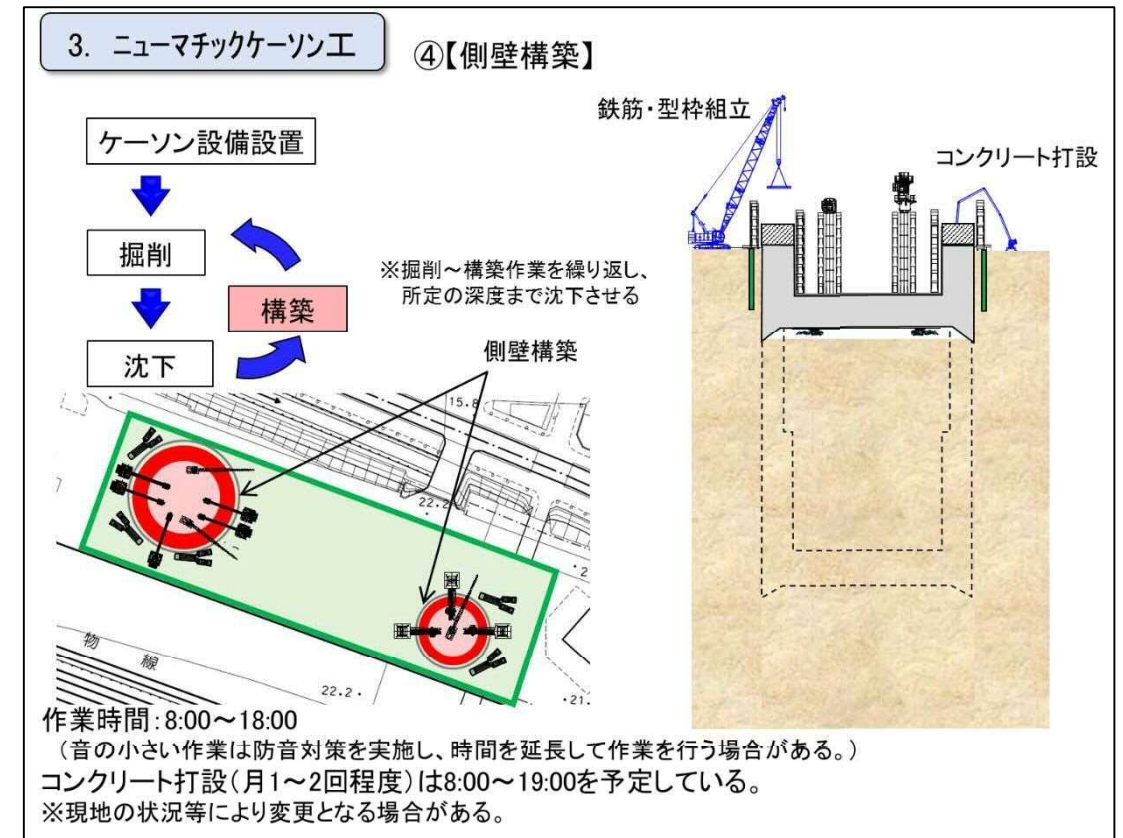 3. ニューマチックケーソン工
④【側壁構築】
鉄筋・型枠組立
コンクリート打設
ケーソン設備設置
掘削
構築
沈下
※掘削～構築作業を繰り返し、
所定の深度まで沈下させる
側壁構築
15.8
22.2
物
線
22.2
・21.
作業時間：8:00～18:00
（音の小さい作業は防音対策を実施し、時間を延長して作業を行う場合がある。）
コンクリート打設（月1～2回程度）は8:00～19:00を予定している。
※現地の状況等により変更となる場合がある。